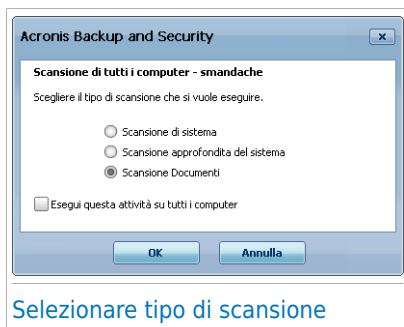 Acronis Backup and Security
Scansione di tutti i computer - smandache
Scegliere il tipo di scansione che si vuole eseguire.
Scansione di sistema
Scansione approfondita del sistema
Scansione Documenti
Esegui questa attività su tutti i computer
OK Annulla
Selezionare tipo di scansione